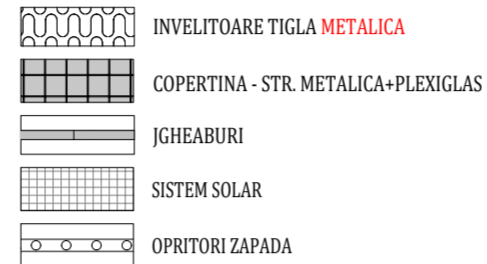 INVELITOARE TIGLA METALICA
COPERTINA - STR. METALICA+PLEXIGLAS
JGHEABURI
SISTEM SOLAR
OPRITORI ZAPADA